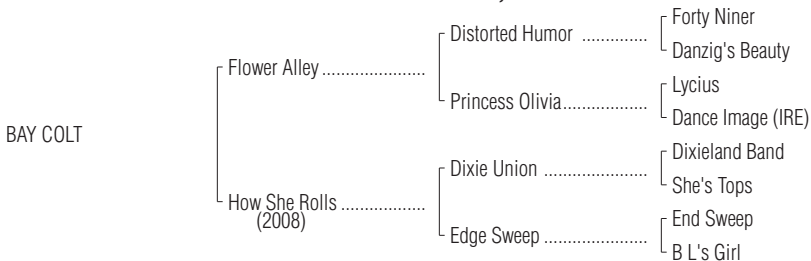 Forty Niner
Distorted Humor ..............
Danzig's Beauty
Flower Alley......................
Lycius
Princess Olivia..................
Dance Image (IRE)
BAY COLT
Dixieland Band
Dixie Union ......................
She's Tops
How She Rolls ..................
(2008)
End Sweep
Edge Sweep ......................
B L's Girl